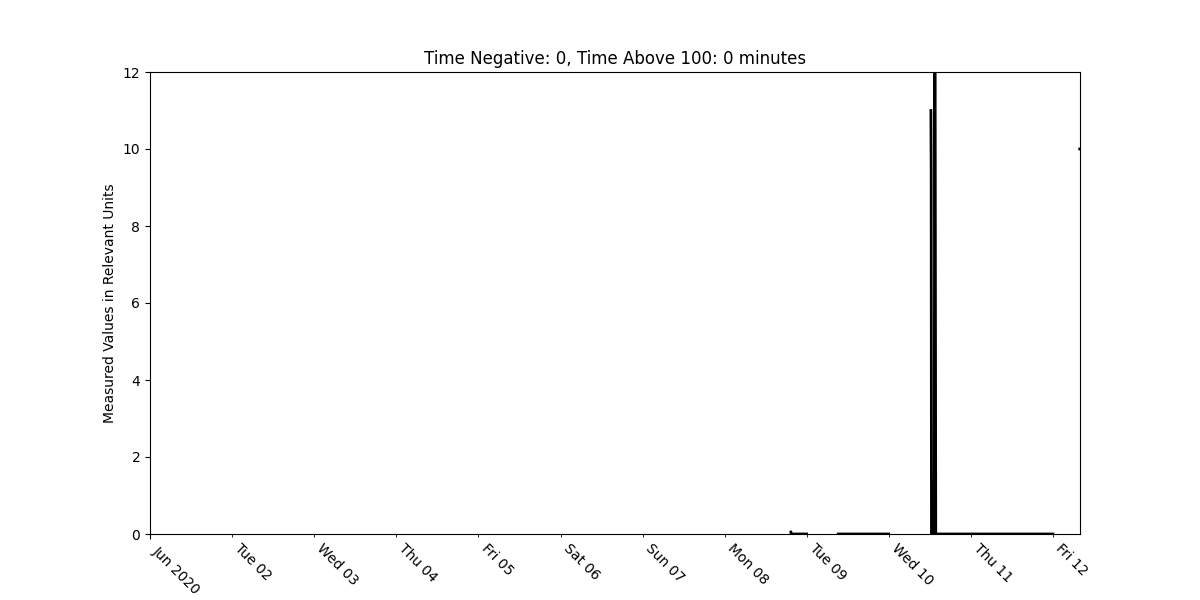 Time Negative: 0, Time Above 100: 0 minutes
12
10
8
6
4
2
0
Measured Values in Relevant Units
Jun 2020
Tue 02
Wed 03
Thu 04
Fri 05
Sat 06
Sun 07
Mon 08
Tue 09
Wed 10
Thu 11
Fri 12